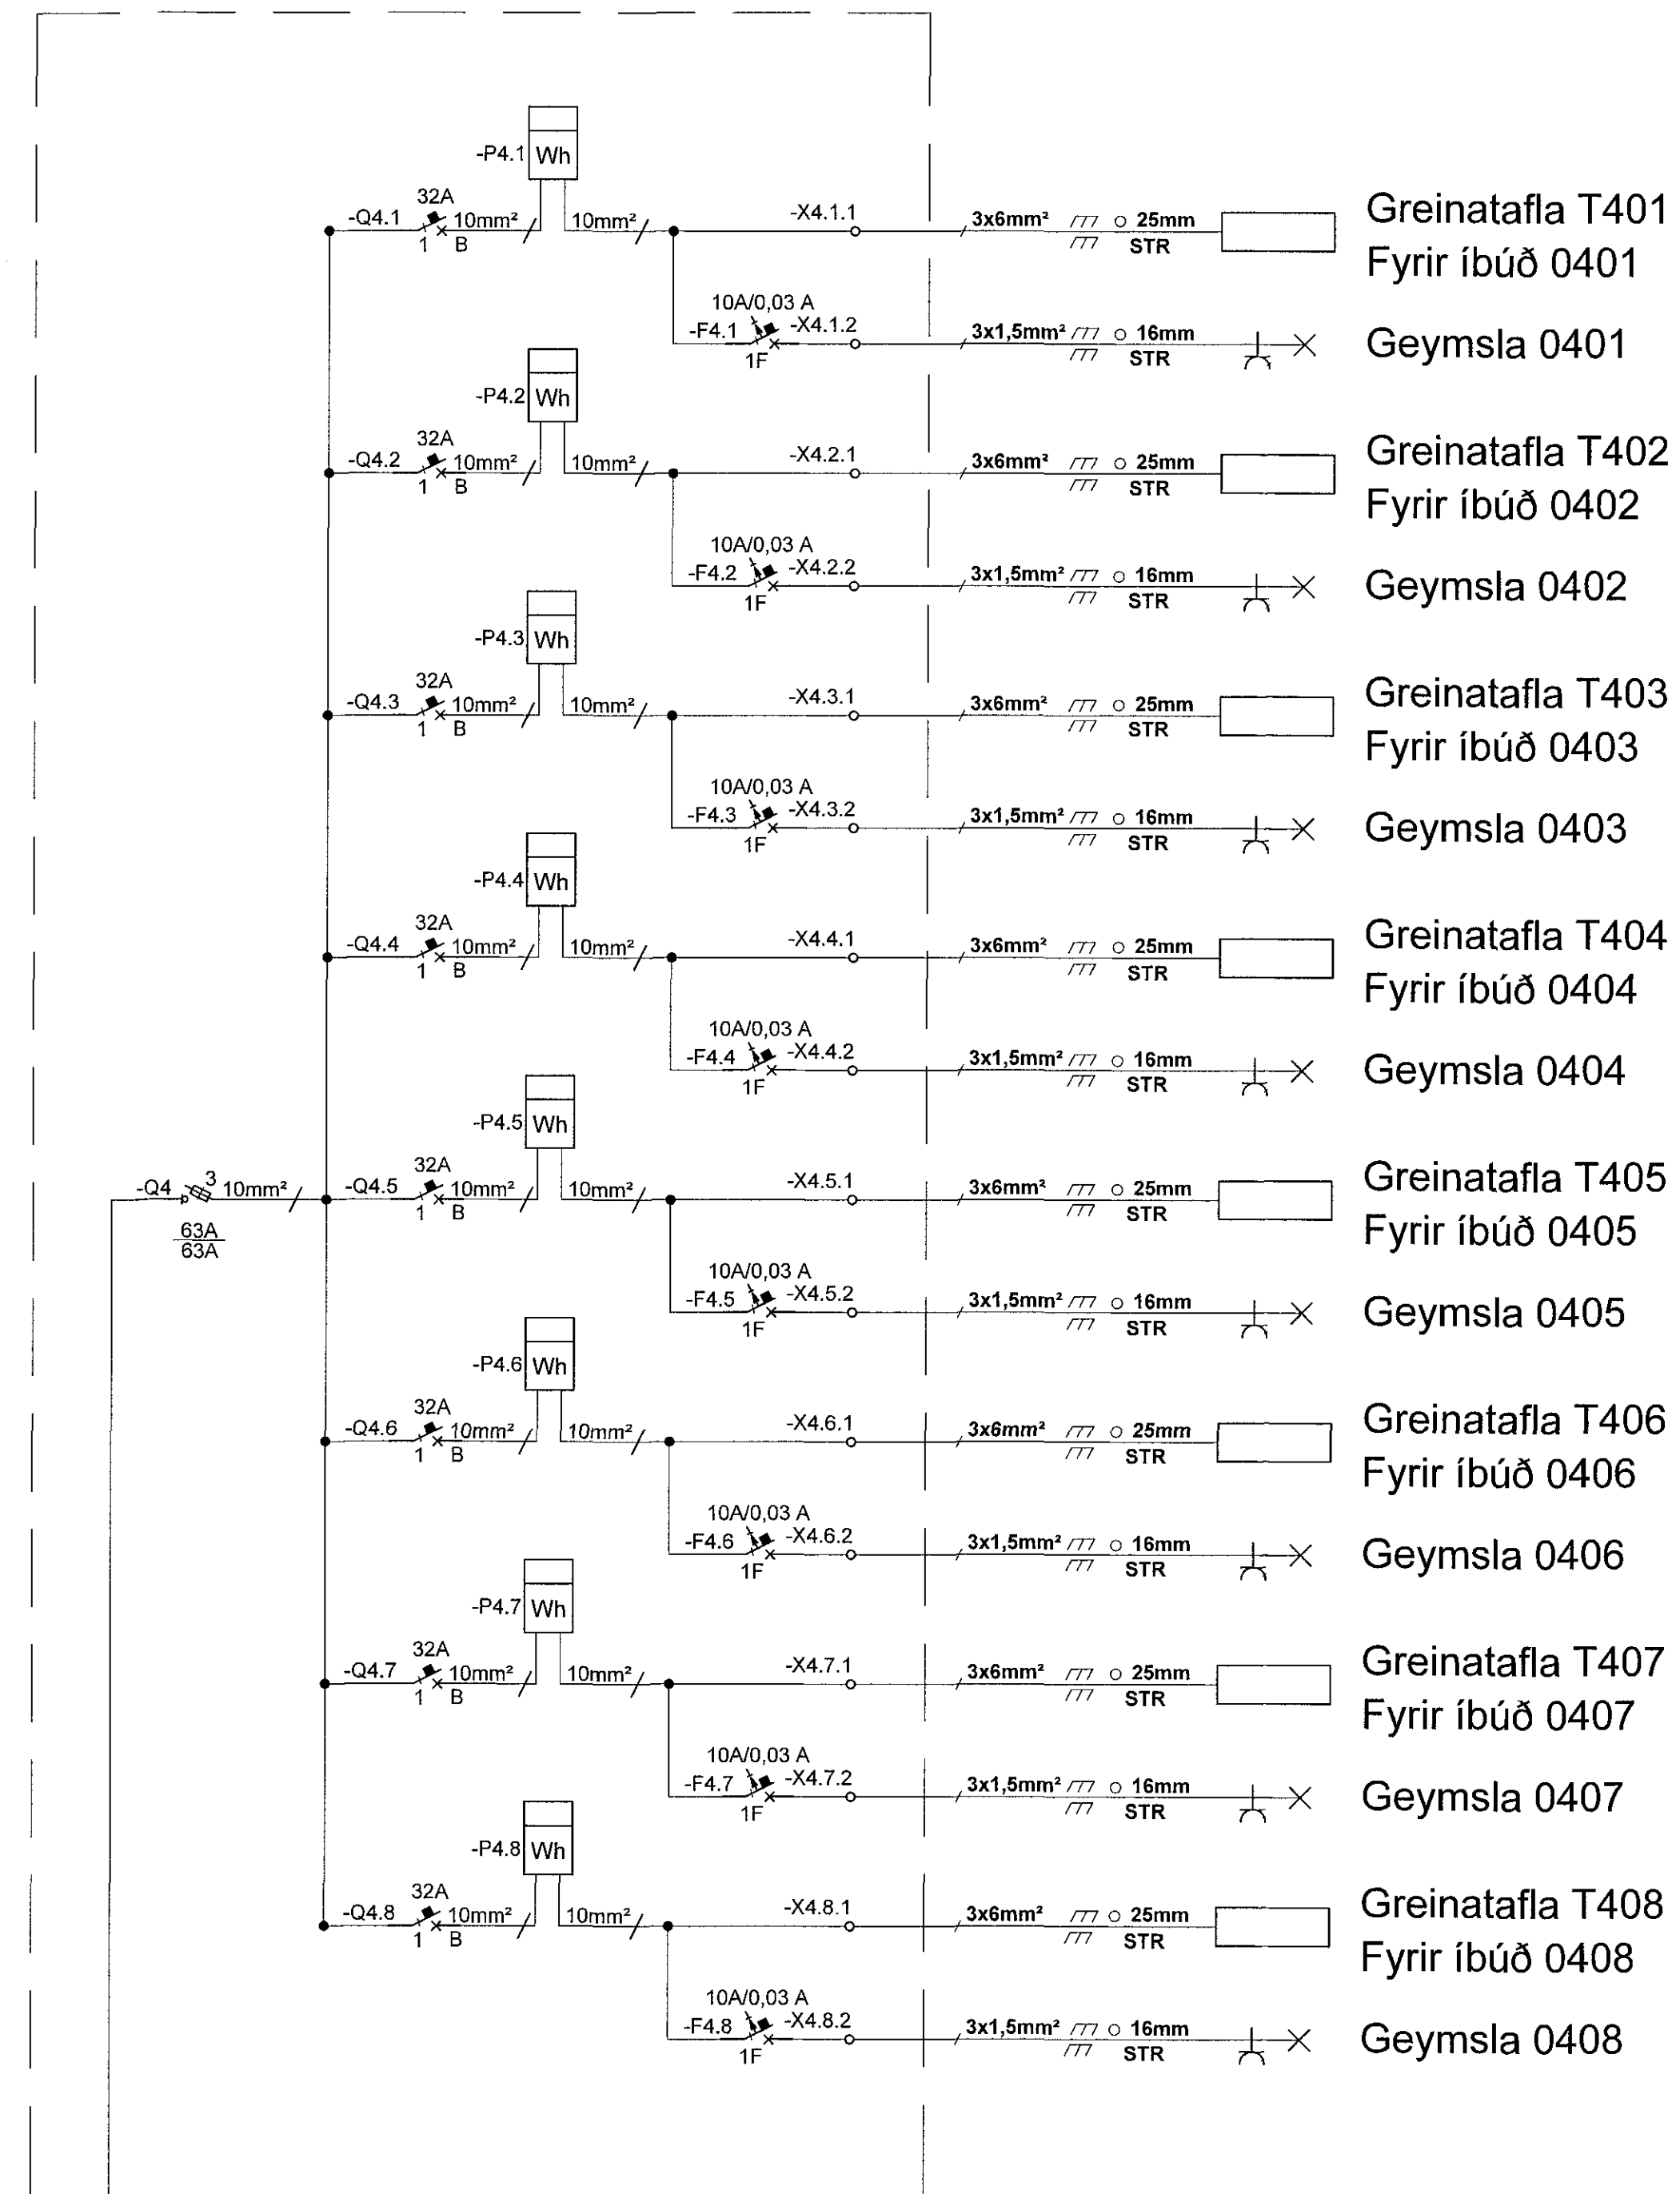 -P4.1 Wh
32A
-Q4.1 10mm² 10mm² -X4.1.1 3x6mm² 25mm Greinatafla T401
1 B STR Fyrir íbúð 0401
10A/0,03 A
-F4.1 -X4.1.2 3x1,5mm² 16mm Geymsla 0401
1F STR
-P4.2 Wh
32A
-Q4.2 10mm² 10mm² -X4.2.1 3x6mm² 25mm Greinatafla T402
1 B STR Fyrir íbúð 0402
10A/0,03 A
-F4.2 -X4.2.2 3x1,5mm² 16mm Geymsla 0402
1F STR
-P4.3 Wh
32A
-Q4.3 10mm² 10mm² -X4.3.1 3x6mm² 25mm Greinatafla T403
1 B STR Fyrir íbúð 0403
10A/0,03 A
-F4.3 -X4.3.2 3x1,5mm² 16mm Geymsla 0403
1F STR
-P4.4 Wh
32A
-Q4.4 10mm² 10mm² -X4.4.1 3x6mm² 25mm Greinatafla T404
1 B STR Fyrir íbúð 0404
10A/0,03 A
-F4.4 -X4.4.2 3x1,5mm² 16mm Geymsla 0404
1F STR
-P4.5 Wh
32A
-Q4 3 10mm² -Q4.5 10mm² 10mm² -X4.5.1 3x6mm² 25mm Greinatafla T405
63A 1 B STR Fyrir íbúð 0405
63A
10A/0,03 A
-F4.5 -X4.5.2 3x1,5mm² 16mm Geymsla 0405
1F STR
-P4.6 Wh
32A
-Q4.6 10mm² 10mm² -X4.6.1 3x6mm² 25mm Greinatafla T406
1 B STR Fyrir íbúð 0406
10A/0,03 A
-F4.6 -X4.6.2 3x1,5mm² 16mm Geymsla 0406
1F STR
-P4.7 Wh
32A
-Q4.7 10mm² 10mm² -X4.7.1 3x6mm² 25mm Greinatafla T407
1 B STR Fyrir íbúð 0407
10A/0,03 A
-F4.7 -X4.7.2 3x1,5mm² 16mm Geymsla 0407
1F STR
-P4.8 Wh
32A
-Q4.8 10mm² 10mm² -X4.8.1 3x6mm² 25mm Greinatafla T408
1 B STR Fyrir íbúð 0408
10A/0,03 A
-F4.8 -X4.8.2 3x1,5mm² 16mm Geymsla 0408
1F STR